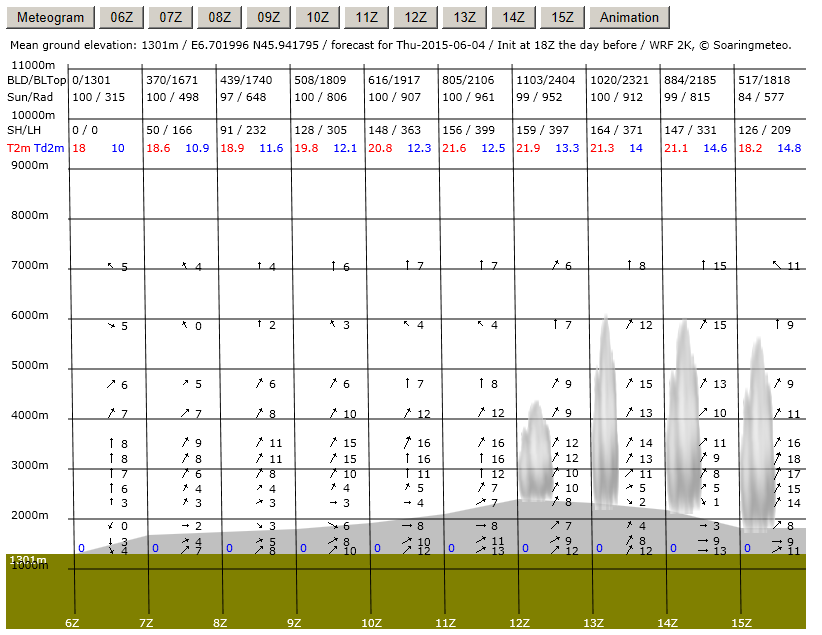 Meteogram 06Z 07Z 08Z 09Z 10Z 11Z 12Z 13Z 14Z 15Z Animation
Mean ground elevation: 1301m / E6.701996 N45.941795 / forecast for Thu-2015-06-04 / Init at 18Z the day before / WRF 2K, © Soaringmeteo.
11000m
BLD/BLTop 0/1301 370/1671 439/1740 508/1809 616/1917 805/2106 1103/2404 1020/2321 884/2185 517/1818
Sun/Rad 100 / 315 100 / 498 97 / 648 100 / 806 100 / 907 100 / 961 99 / 952 100 / 912 99 / 815 84 / 577
10000m
SH/LH 0 / 0 50 / 166 91 / 232 128 / 305 148 / 363 156 / 399 159 / 397 164 / 371 147 / 331 126 / 209
T2m Td2m 18 10 18.6 10.9 18.9 11.6 19.8 12.1 20.8 12.3 21.6 12.5 21.9 13.3 21.3 14 21.1 14.6 18.2 14.8
9000m
8000m
7000m 5 4 4 6 7 7 6 8 15 11
6000m
5 0 2 3 4 4 7 12 15 9
5000m
6 5 6 6 7 8 9 15 13 9
4000m 7 7 8 10 12 12 9 13 10 11
8 9 11 15 16 16 12 14 11 16
3000m 8 8 11 15 16 16 12 13 9 18
7 6 8 10 11 12 10 11 8 17
6 4 4 4 5 7 10 5 5 15
3 3 3 3 4 7 8 2 1 14
2000m
0 2 3 6 8 8 7 4 9 8
3 4 5 8 10 11 9 8 9 9
0 0 0 0 0 0 0 0 0 0
4 7 8 10 12 13 12 12 13 11
1301m
1000m
6Z 7Z 8Z 9Z 10Z 11Z 12Z 13Z 14Z 15Z